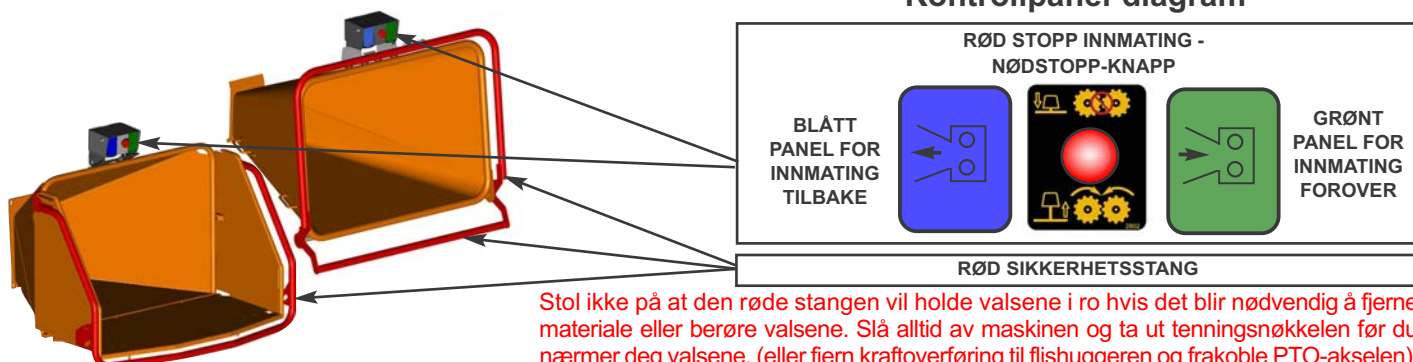 Kontrollpanel diagram
RØD STOPP INNMATING -
NØDSTOPP-KNAPP
BLÅTT
PANEL FOR
INNMATING
TILBAKE
2802
GRØNT
PANEL FOR
INNMATING
FOROVER
RØD SIKKERHETSSTANG
Stol ikke på at den røde stangen vil holde valsene i ro hvis det blir nødvendig å fjerne
materiale eller berøre valsene. Slå alltid av maskinen og ta ut tenningsnøkkelen før du
nærmer deg valsene. (eller fjern kraftoverføring til flishuggeren og frakoble PTO-akselen)